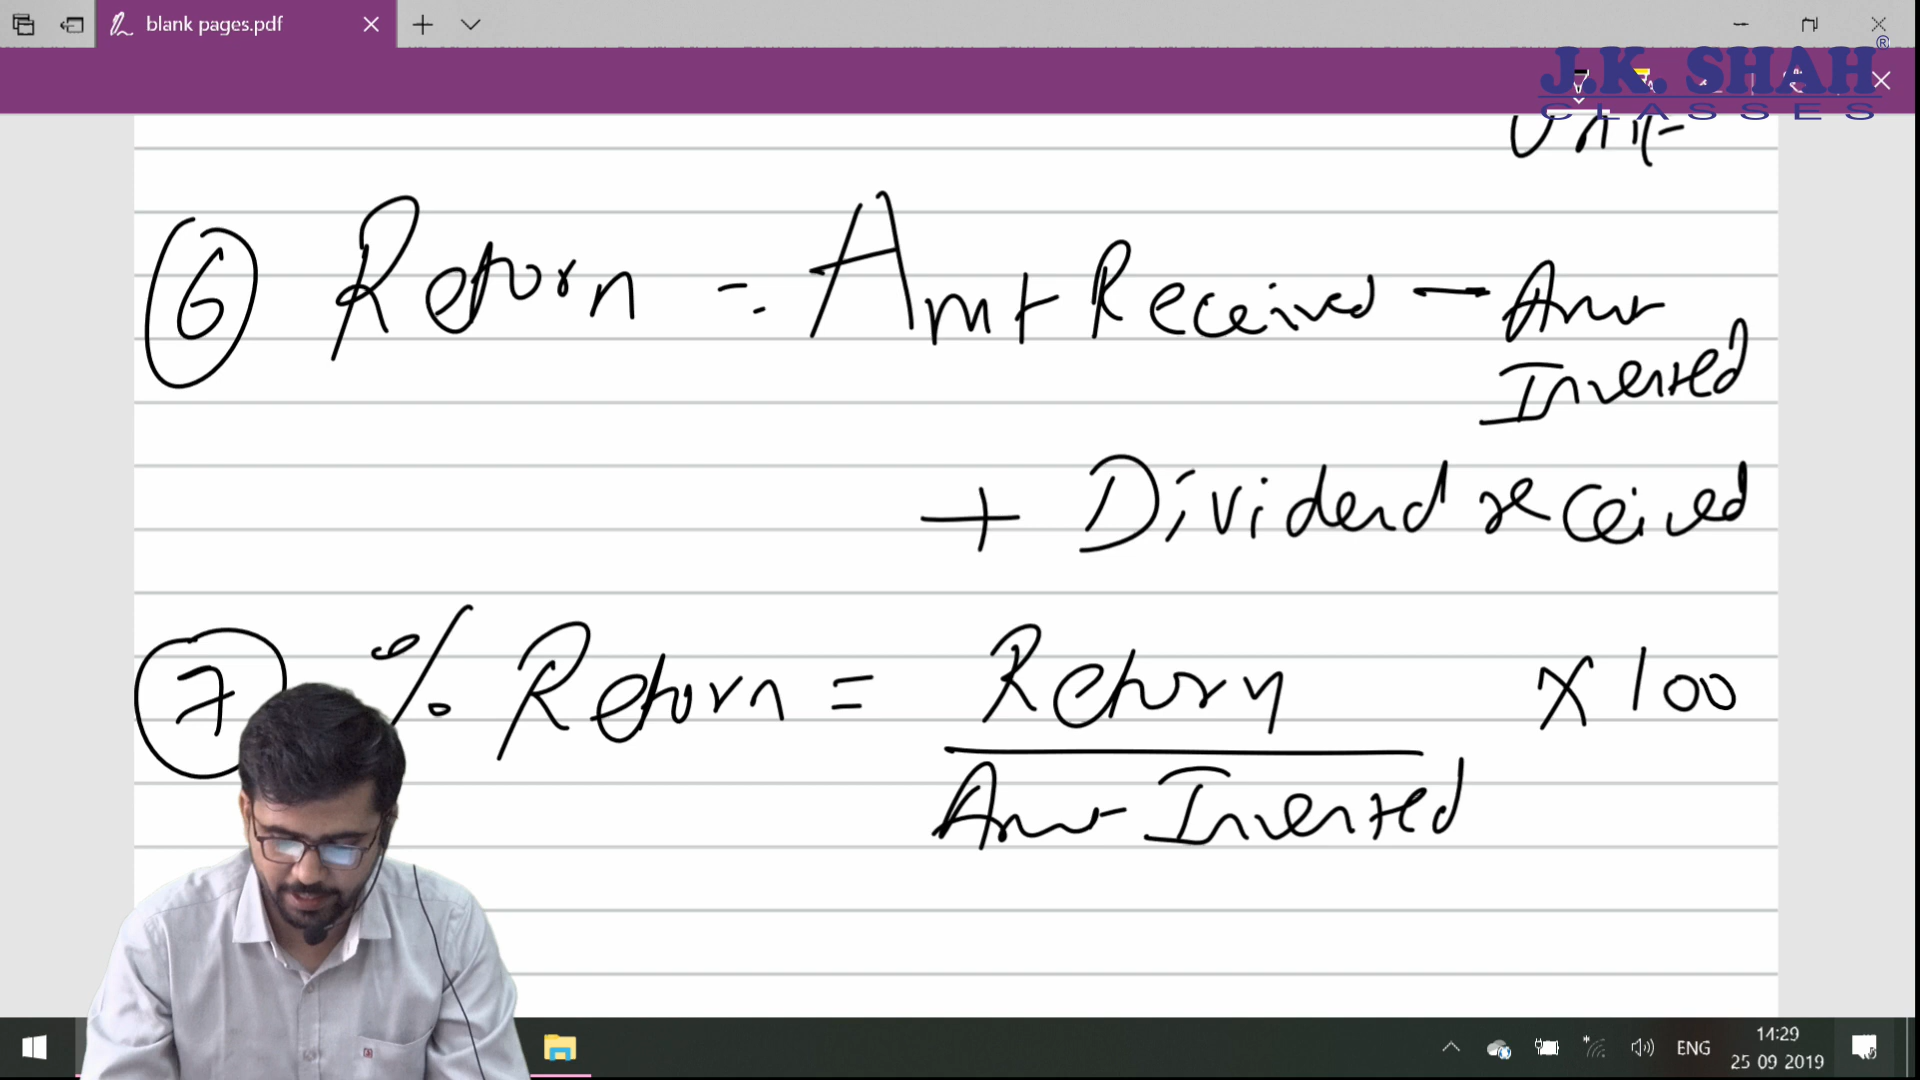 blank pages.pdf
J.K. SHAH®
CLASSES
Unit
6 Return = Amt Received - Amt
Invested
+ Dividend received
7 % Return = Return × 100
Amt Invested
ENG
14:29
25 09 2019